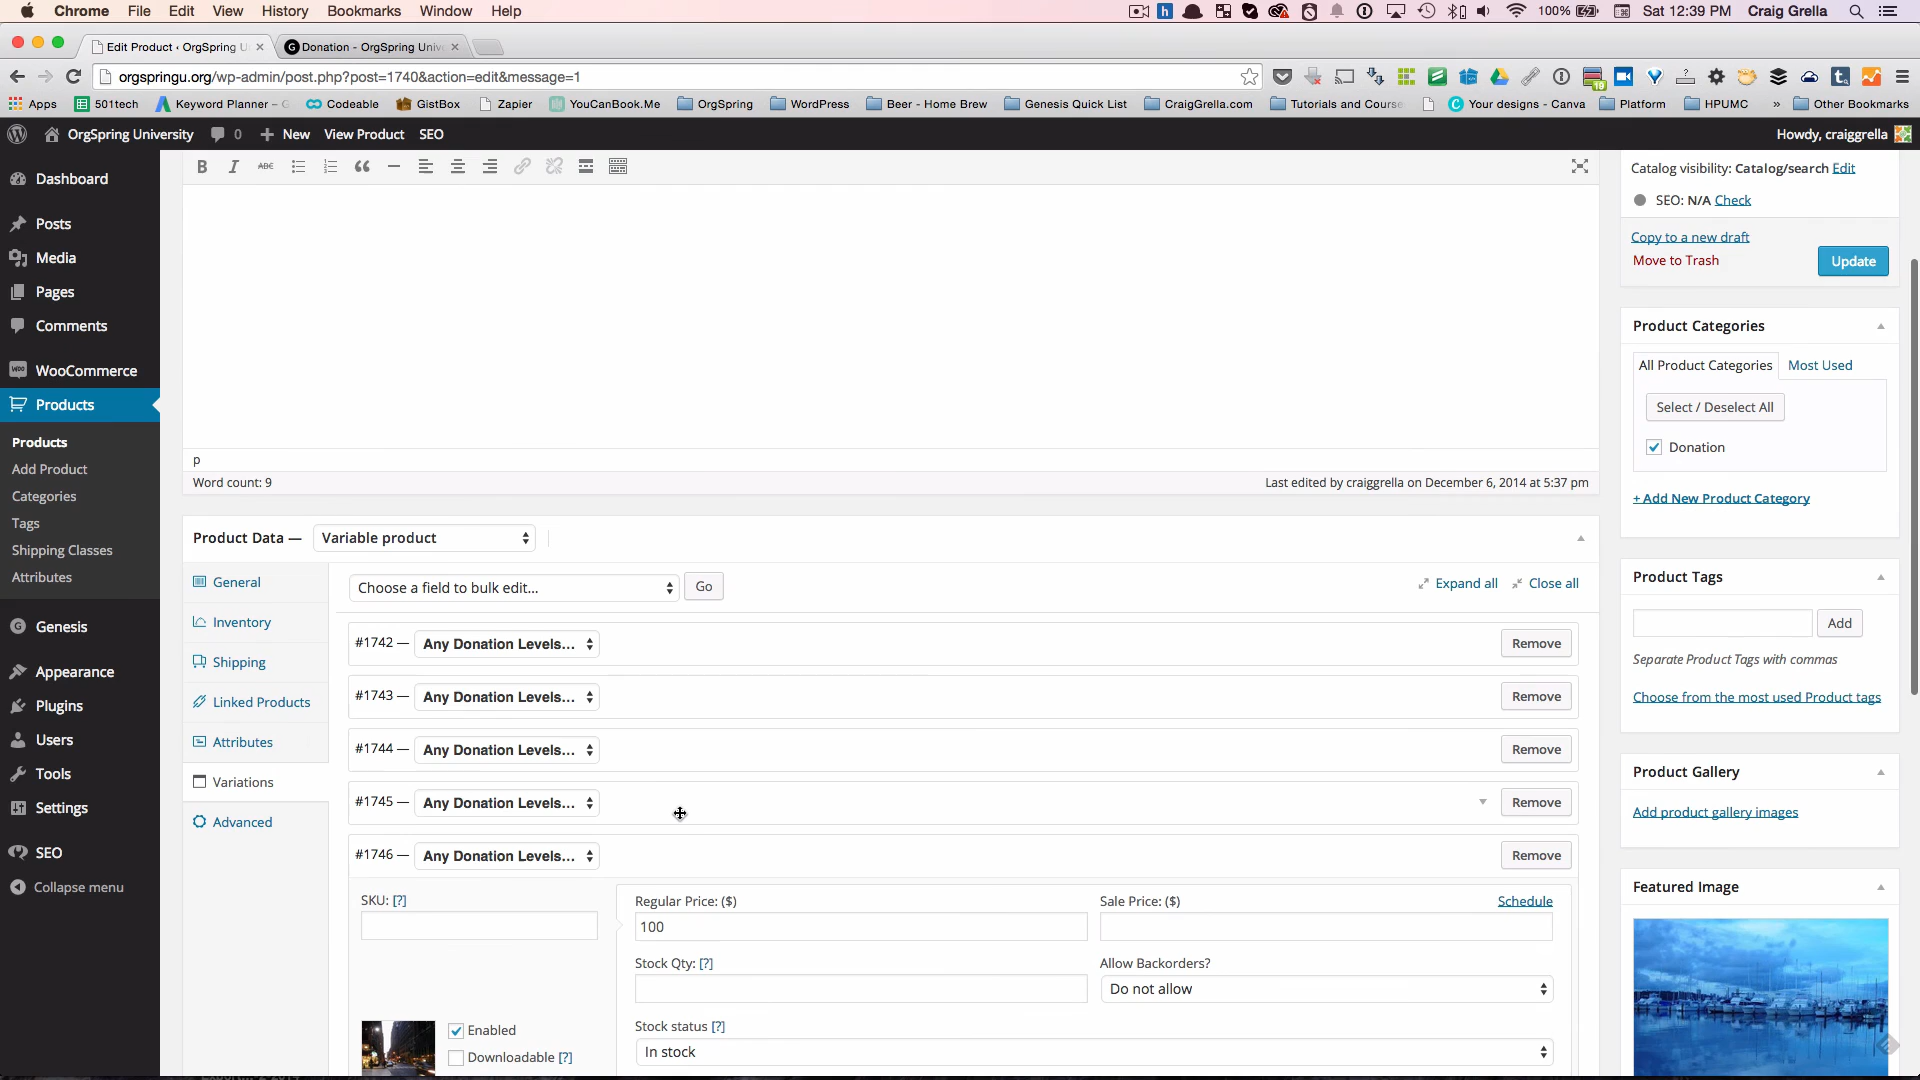 Chrome File Edit View History Bookmarks Window Help 100% Sat 12:39 PM Craig Grella
Edit Product ‹ OrgSpring U Donation - OrgSpring Univ
orgspringu.org/wp-admin/post.php?post=1740&action=edit&message=1
Apps 501tech Keyword Planner – G Codeable GistBox Zapier YouCanBook.Me OrgSpring WordPress Beer - Home Brew Genesis Quick List CraigGrella.com Tutorials and Course Your designs - Canva Platform HPUMC » Other Bookmarks
OrgSpring University 0 New View Product SEO Howdy, craiggrella
Dashboard
Posts
Media
Pages
Comments
WooCommerce
Products
Products
Add Product
Categories
Tags
Shipping Classes
Attributes
Genesis
Appearance
Plugins
Users
Tools
Settings
SEO
Collapse menu
B I ABC
p
Word count: 9 Last edited by craiggrella on December 6, 2014 at 5:37 pm
Product Data — Variable product
General
Inventory
Shipping
Linked Products
Attributes
Variations
Advanced
Choose a field to bulk edit... Go Expand all Close all
#1742 — Any Donation Levels... Remove
#1743 — Any Donation Levels... Remove
#1744 — Any Donation Levels... Remove
#1745 — Any Donation Levels... Remove
#1746 — Any Donation Levels... Remove
SKU: [?] Regular Price: ($) Sale Price: ($) Schedule
100
Stock Qty: [?] Allow Backorders?
Do not allow
Enabled Stock status [?]
Downloadable [?] In stock
Catalog visibility: Catalog/search Edit
SEO: N/A Check
Copy to a new draft
Move to Trash Update
Product Categories
All Product Categories Most Used
Select / Deselect All
Donation
+ Add New Product Category
Product Tags
Add
Separate Product Tags with commas
Choose from the most used Product tags
Product Gallery
Add product gallery images
Featured Image